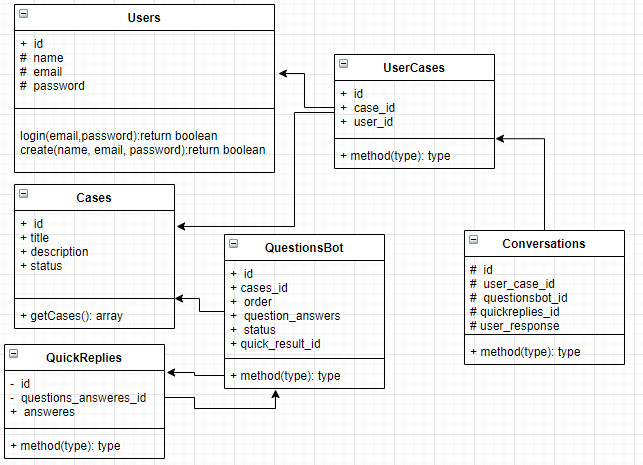 Users
+ id
# name
# email
# password
login(email,password):return boolean
create(name, email, password):return boolean
UserCases
+ id
+ case_id
+ user_id
+ method(type): type
Cases
+ id
+ title
+ description
+ status
+ getCases(): array
QuestionsBot
+ id
+ cases_id
+ order
+ question_answers
+ status
+ quick_result_id
+ method(type): type
Conversations
# id
# user_case_id
# questionsbot_id
# quickreplies_id
# user_response
+ method(type): type
QuickReplies
- id
- questions_answeres_id
+ answeres
+ method(type): type